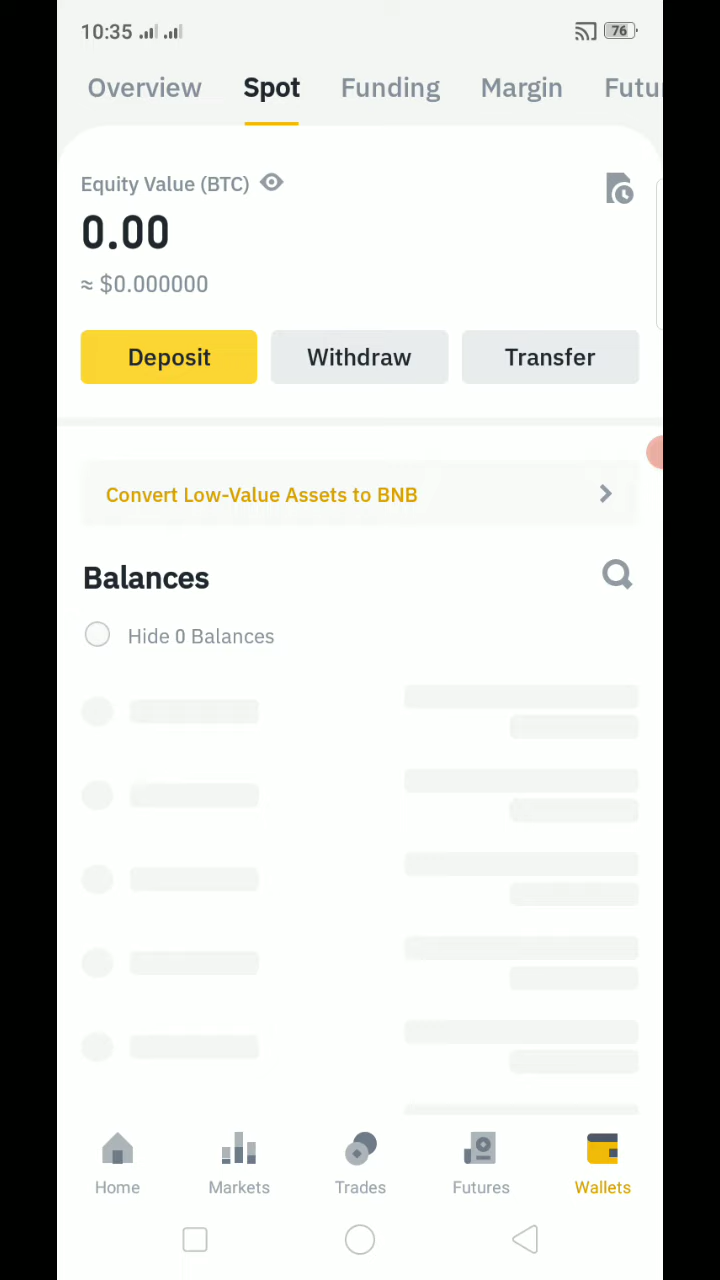 10:35 76
Overview Spot Funding Margin Futu
Equity Value (BTC)
0.00
≈ $0.000000
Deposit Withdraw Transfer
Convert Low-Value Assets to BNB
Balances
Hide 0 Balances
Home Markets Trades Futures Wallets